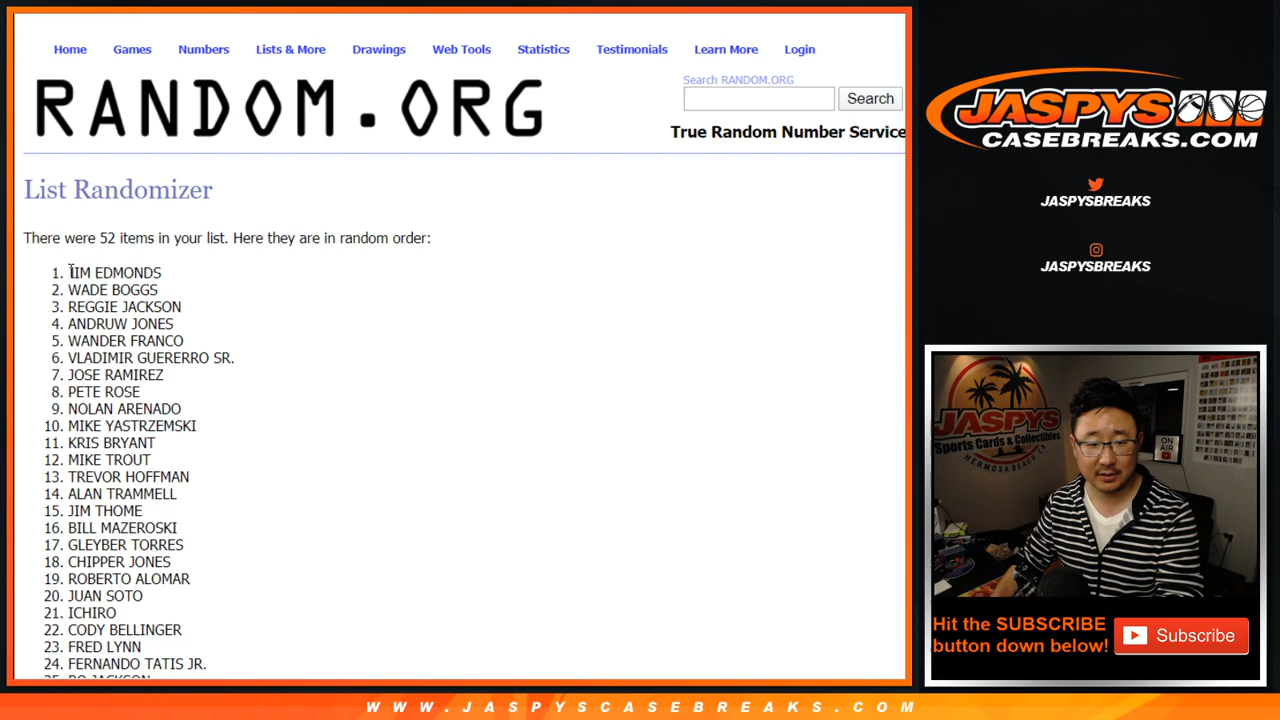 Home Games Numbers Lists & More Drawings Web Tools Statistics Testimonials Learn More Login
RANDOM.ORG
Search RANDOM.ORG
Search
True Random Number Service
List Randomizer
There were 52 items in your list. Here they are in random order:
1. JIM EDMONDS
2. WADE BOGGS
3. REGGIE JACKSON
4. ANDRUW JONES
5. WANDER FRANCO
6. VLADIMIR GUERERRO SR.
7. JOSE RAMIREZ
8. PETE ROSE
9. NOLAN ARENADO
10. MIKE YASTRZEMSKI
11. KRIS BRYANT
12. MIKE TROUT
13. TREVOR HOFFMAN
14. ALAN TRAMMELL
15. JIM THOME
16. BILL MAZEROSKI
17. GLEYBER TORRES
18. CHIPPER JONES
19. ROBERTO ALOMAR
20. JUAN SOTO
21. ICHIRO
22. CODY BELLINGER
23. FRED LYNN
24. FERNANDO TATIS JR.
25. BO JACKSON
JASPYS
CASEBREAKS.COM
JASPYSBREAKS
JASPYSBREAKS
JASPYS
Sports Cards & Collectibles
HERMOSA BEACH, CA
ON AIR
Hit the SUBSCRIBE
button down below!
Subscribe
WWW.JASPYSCASEBREAKS.COM